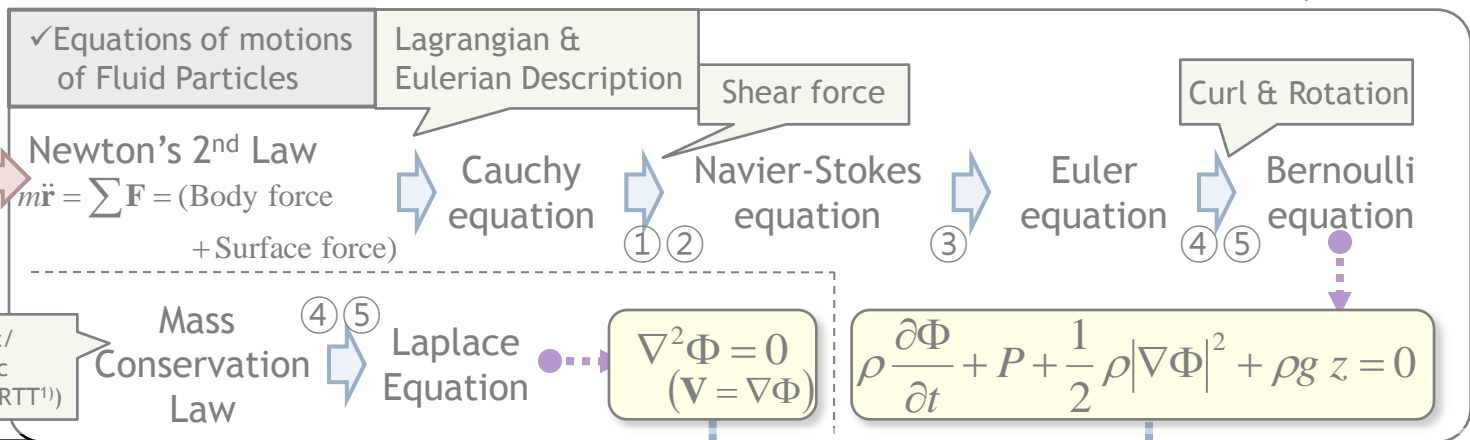 ✓Equations of motions
of Fluid Particles
Lagrangian &
Eulerian Description
Shear force
Curl & Rotation
Newton's 2nd Law
mr̈ = ∑F = (Body force
+ Surface force)
Cauchy
equation
①②
Navier-Stokes
equation
③
Euler
equation
④⑤
Bernoulli
equation
RTT¹⁾)
Mass
Conservation
Law
④⑤
Laplace
Equation
∇²Φ = 0
(V = ∇Φ)
ρ ∂Φ/∂t + P + 1/2 ρ|∇Φ|² + ρg z = 0